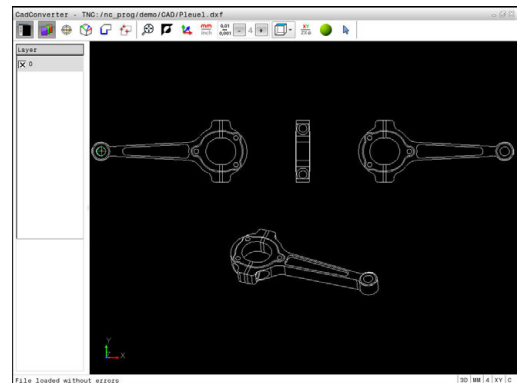 CadConverter - TNC:/nc_prog/demo/CAD/Pleuel.dxf
mm
inch
0,01
0,001
4
XY
ZX Ø
Layer
0
Y
Z
X
File loaded without errors
3D MM 4 XY C